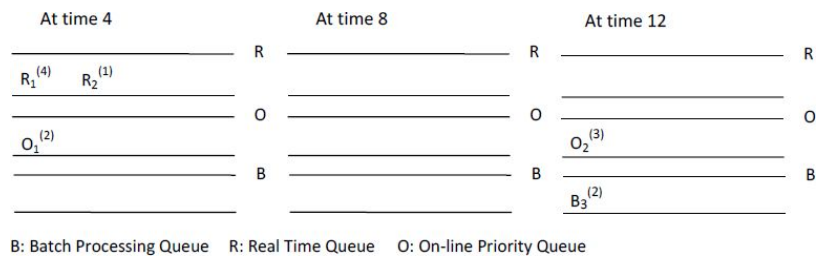 At time 4 At time 8 At time 12
R R R
R₁⁽⁴⁾ R₂⁽¹⁾
O O O
O₁⁽²⁾ O₂⁽³⁾
B B B
B₃⁽²⁾
B: Batch Processing Queue R: Real Time Queue O: On-line Priority Queue